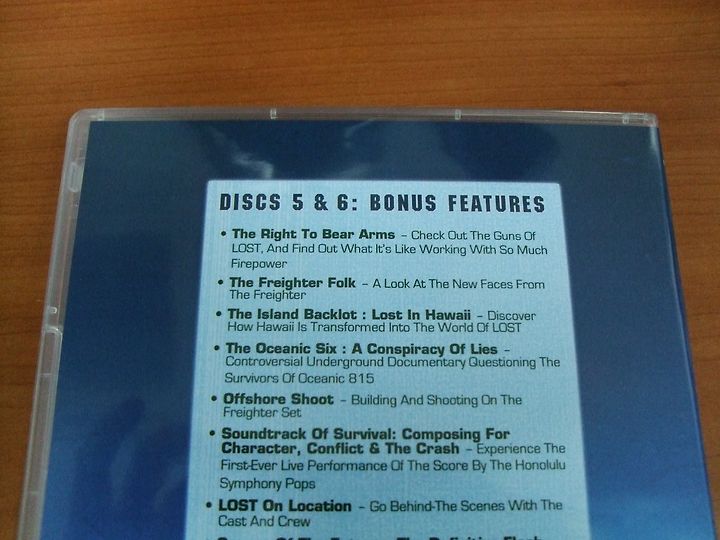 DISCS 5 & 6: BONUS FEATURES
• The Right To Bear Arms – Check Out The Guns Of
LOST, And Find Out What It's Like Working With So Much
Firepower
• The Freighter Folk – A Look At The New Faces From
The Freighter
• The Island Backlot : Lost In Hawaii – Discover
How Hawaii Is Transformed Into The World Of LOST
• The Oceanic Six : A Conspiracy Of Lies –
Controversial Underground Documentary Questioning The
Survivors Of Oceanic 815
• Offshore Shoot – Building And Shooting On The
Freighter Set
• Soundtrack Of Survival: Composing For
Character, Conflict & The Crash – Experience The
First-Ever Live Performance Of The Score By The Honolulu
Symphony Pops
• LOST On Location – Go Behind-The Scenes With The
Cast And Crew